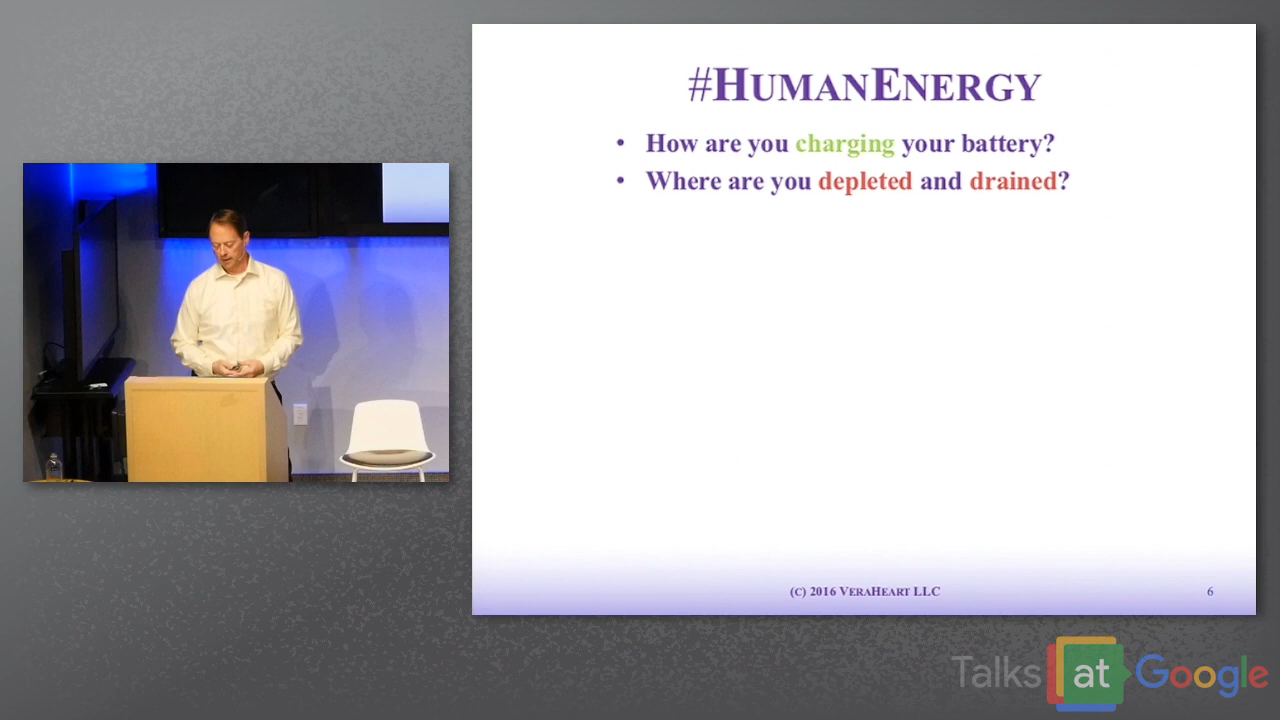 #HUMANENERGY
• How are you charging your battery?
• Where are you depleted and drained?
(C) 2016 VERAHEART LLC
6
Talks at Google